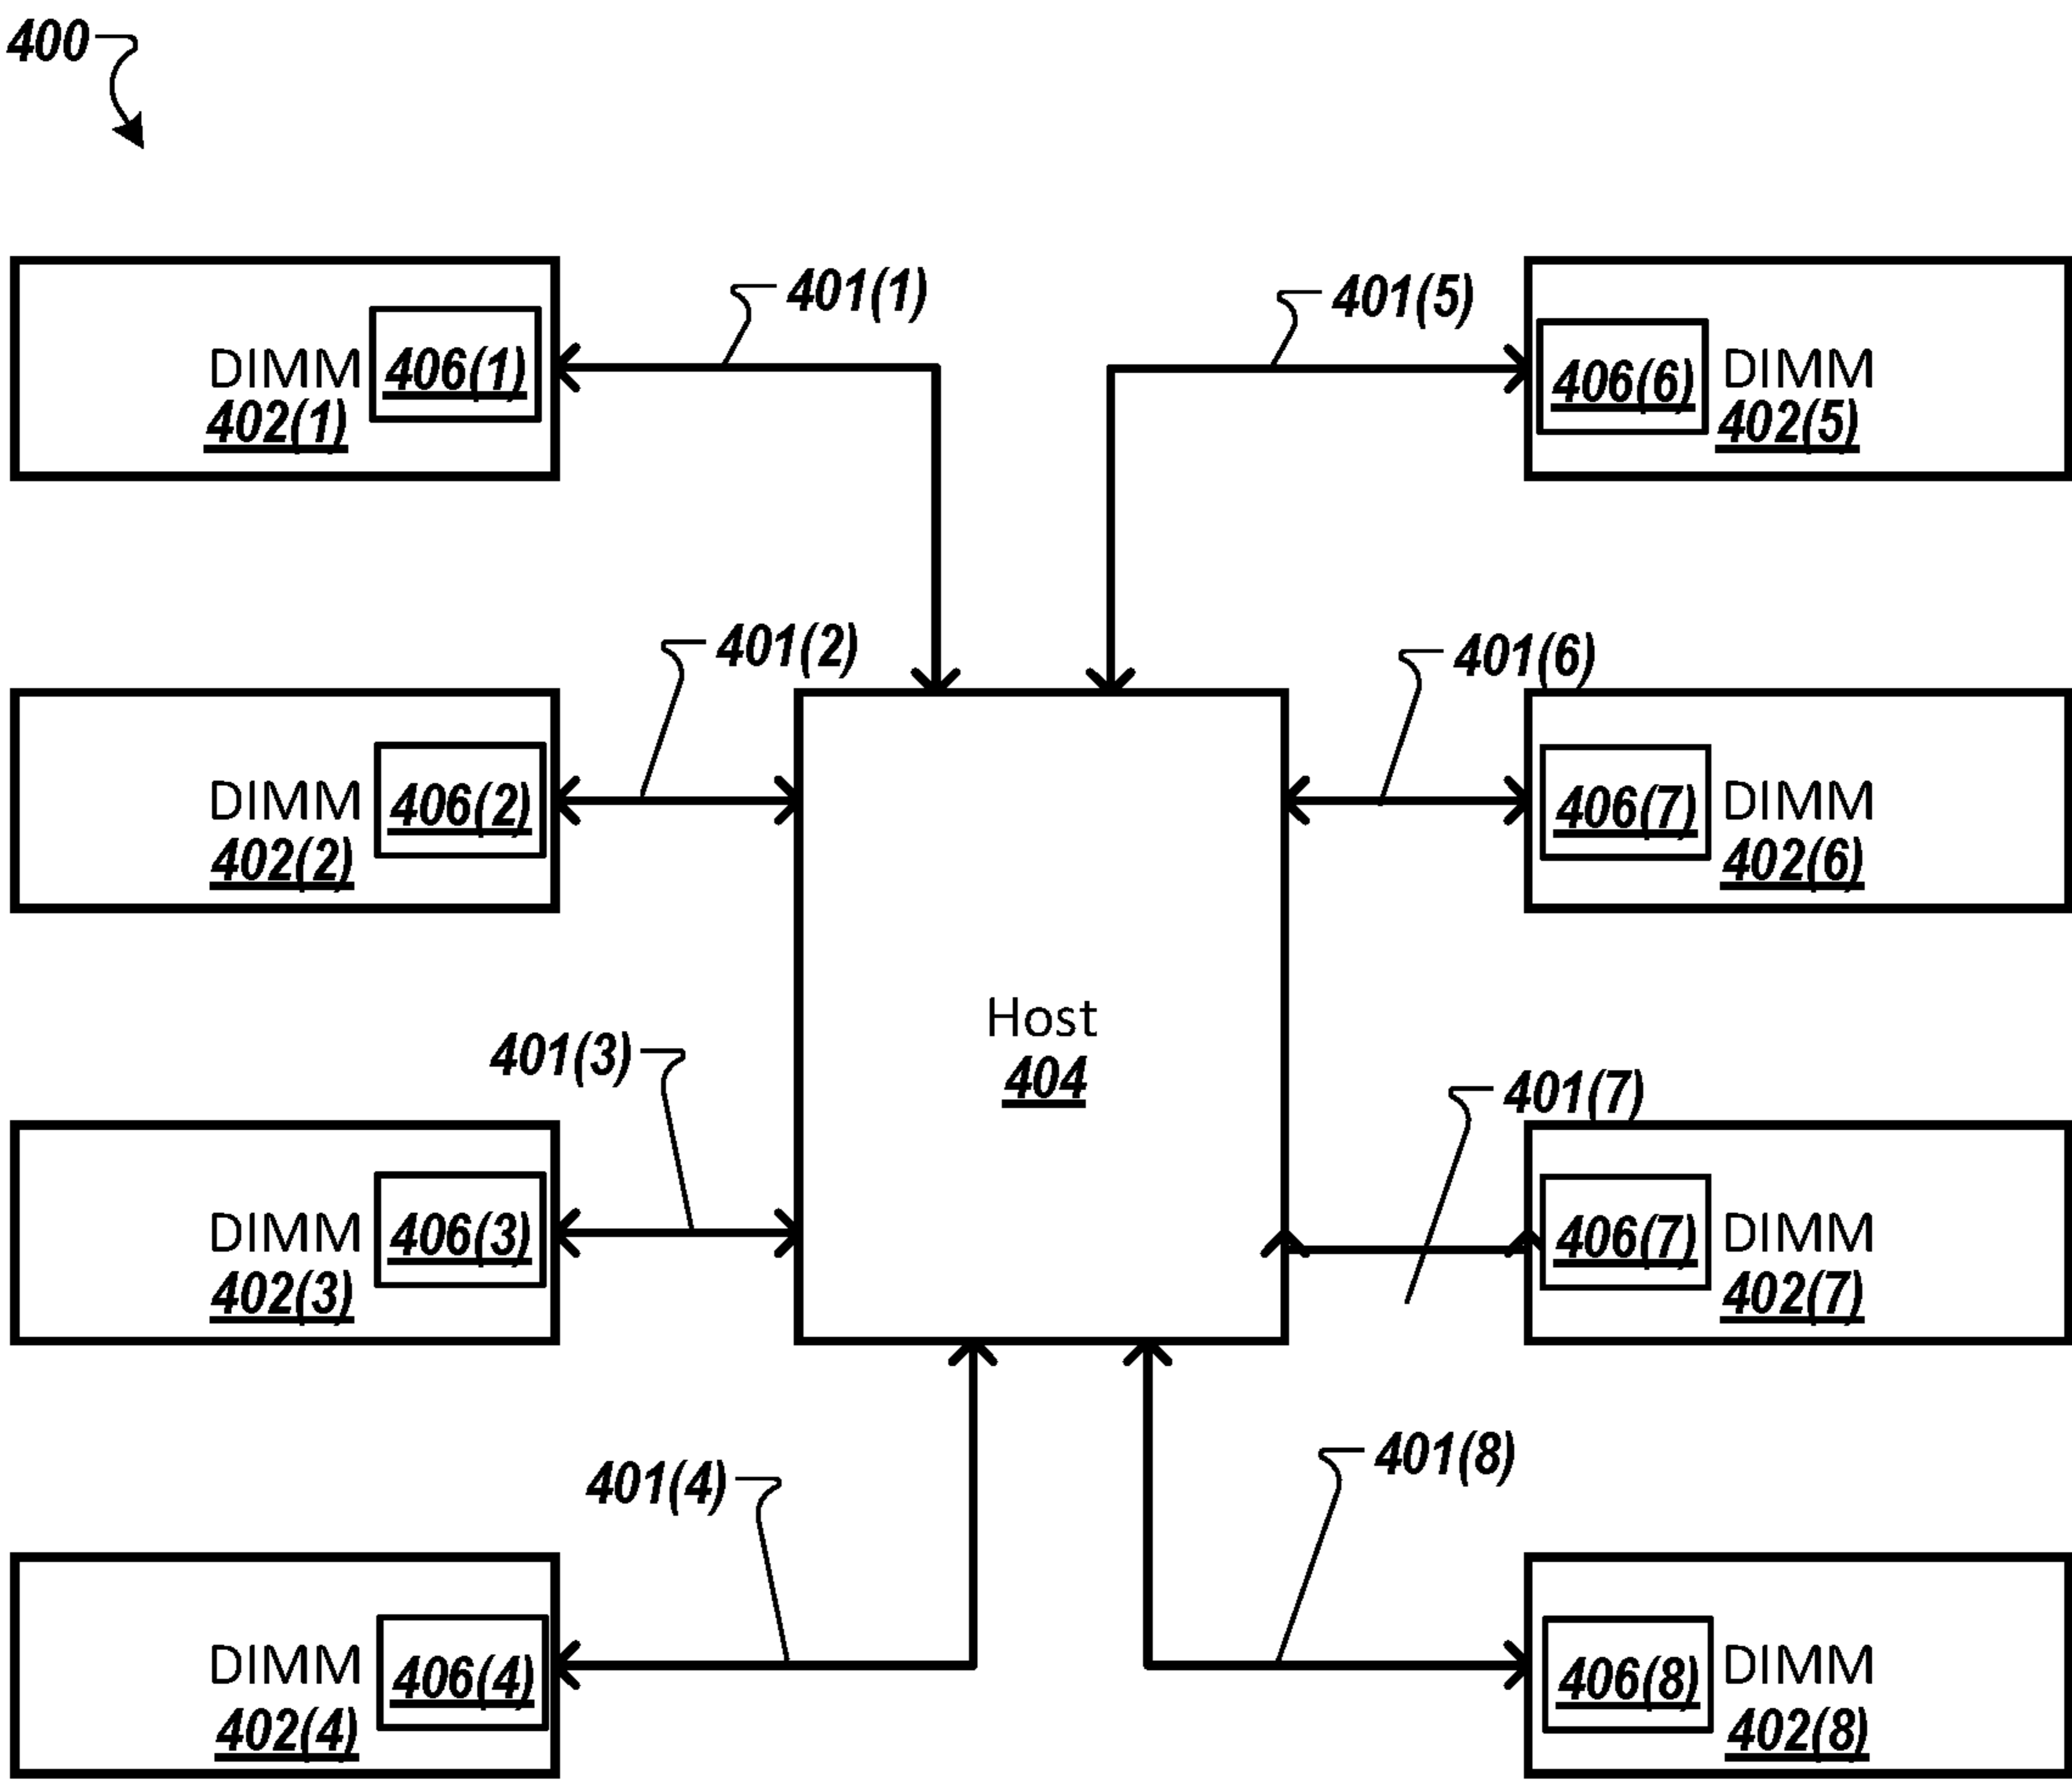 400
401(1)
401(5)
DIMM 406(1)
402(1)
406(6) DIMM
402(5)
401(2)
401(6)
DIMM 406(2)
402(2)
406(7) DIMM
402(6)
Host
404
401(3)
401(7)
DIMM 406(3)
402(3)
406(7) DIMM
402(7)
401(4)
401(8)
DIMM 406(4)
402(4)
406(8) DIMM
402(8)